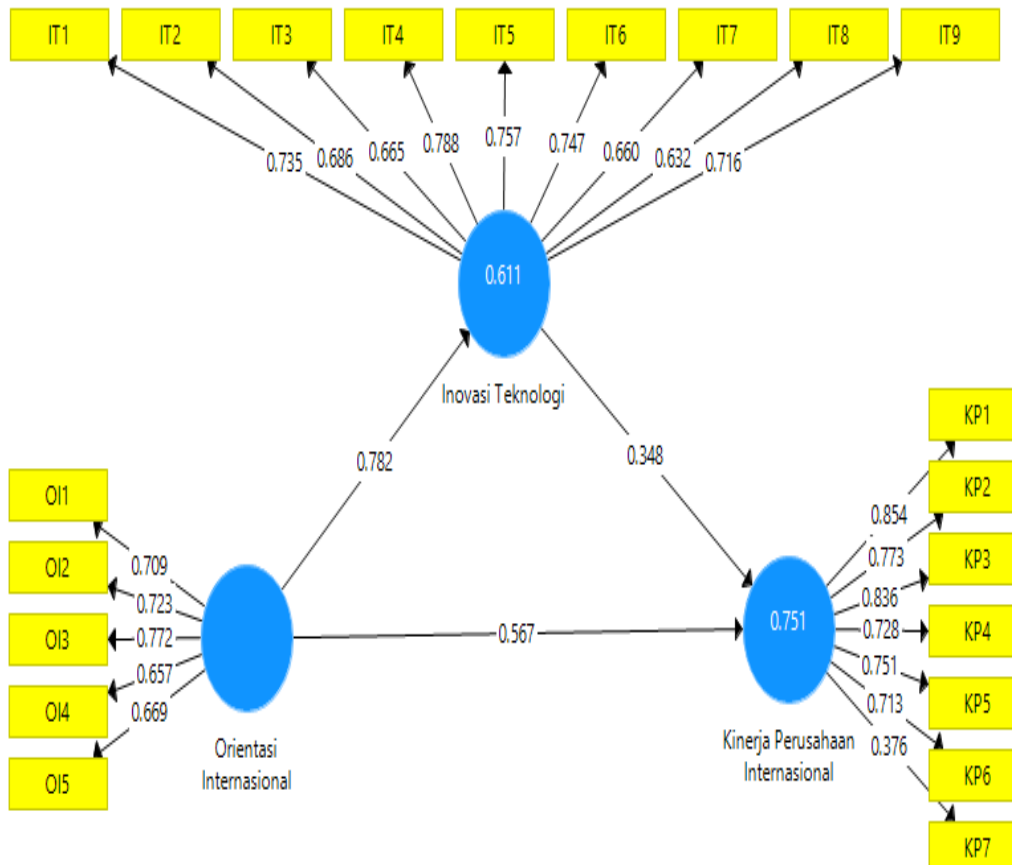 IT1 IT2 IT3 IT4 IT5 IT6 IT7 IT8 IT9
0.735 0.686 0.665 0.788 0.757 0.747 0.660 0.632 0.716
0.611
Inovasi Teknologi
0.782
0.348
OI1
OI2
OI3
OI4
OI5
0.709
0.723
0.772
0.657
0.669
Orientasi
Internasional
0.567
0.751
Kinerja Perusahaan
Internasional
0.854
0.773
0.836
0.728
0.751
0.713
0.376
KP1
KP2
KP3
KP4
KP5
KP6
KP7